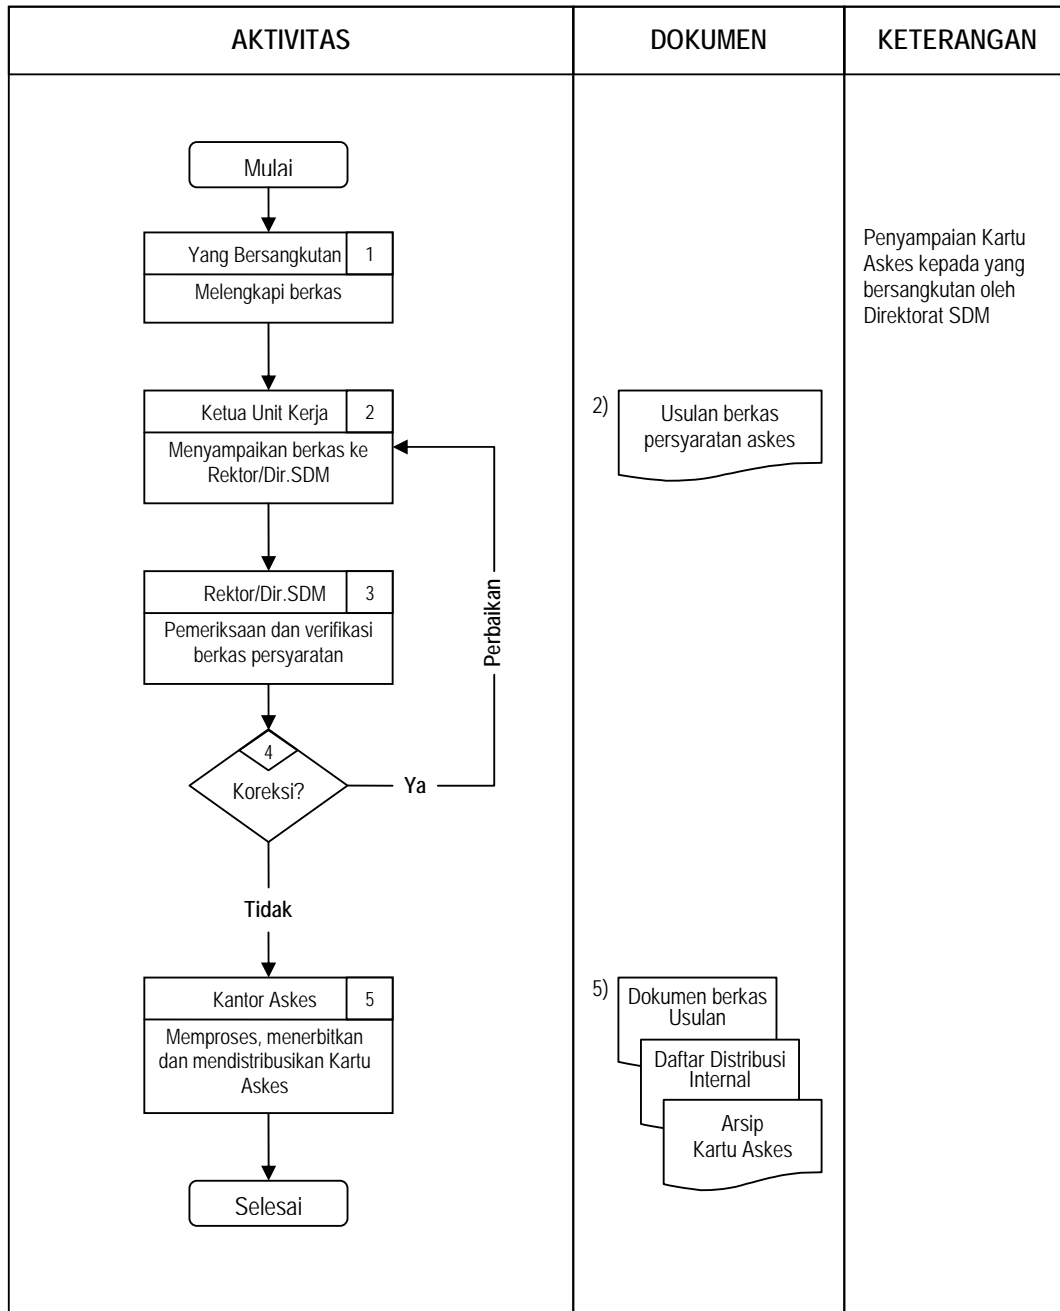 AKTIVITAS
DOKUMEN
KETERANGAN
Mulai
Yang Bersangkutan
1
Melengkapi berkas
Penyampaian Kartu
Askes kepada yang
bersangkutan oleh
Direktorat SDM
Ketua Unit Kerja
2
Menyampaikan berkas ke
Rektor/Dir.SDM
2)
Usulan berkas
persyaratan askes
Rektor/Dir.SDM
3
Pemeriksaan dan verifikasi
berkas persyaratan
Perbaikan
4
Koreksi?
Ya
Tidak
Kantor Askes
5
Memproses, menerbitkan
dan mendistribusikan Kartu
Askes
5)
Dokumen berkas
Usulan
Daftar Distribusi
Internal
Arsip
Kartu Askes
Selesai